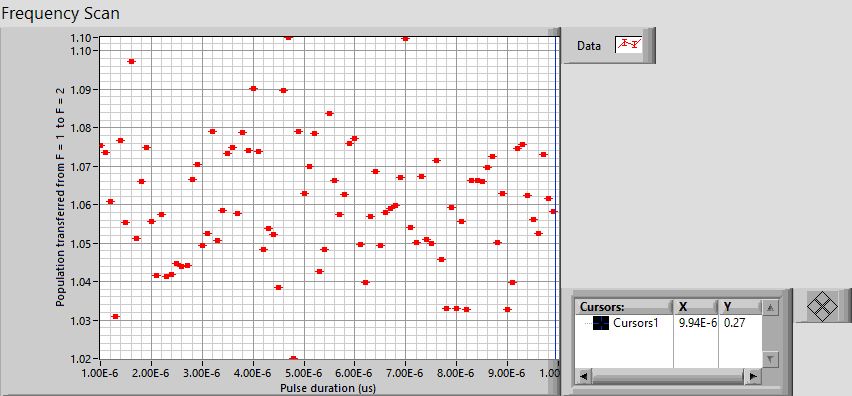 Frequency Scan
Data
Population transferred from F = 1 to F = 2
1.10
1.10
1.09
1.08
1.07
1.06
1.05
1.04
1.03
1.02
1.00E-6 2.00E-6 3.00E-6 4.00E-6 5.00E-6 6.00E-6 7.00E-6 8.00E-6 9.00E-6 1.00
Pulse duration (us)
Cursors: X Y
Cursors1 9.94E-6 0.27